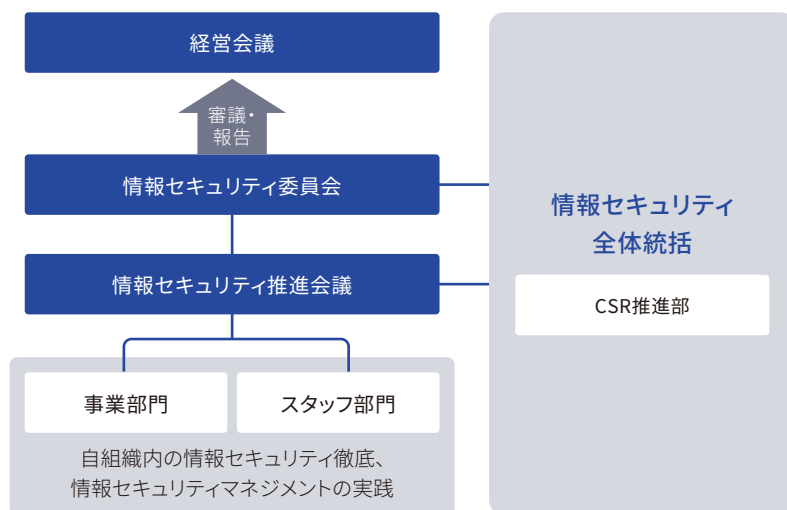 経営会議
審議・
報告
情報セキュリティ委員会
情報セキュリティ推進会議
事業部門
スタッフ部門
自組織内の情報セキュリティ徹底、
情報セキュリティマネジメントの実践
情報セキュリティ
全体統括
CSR推進部